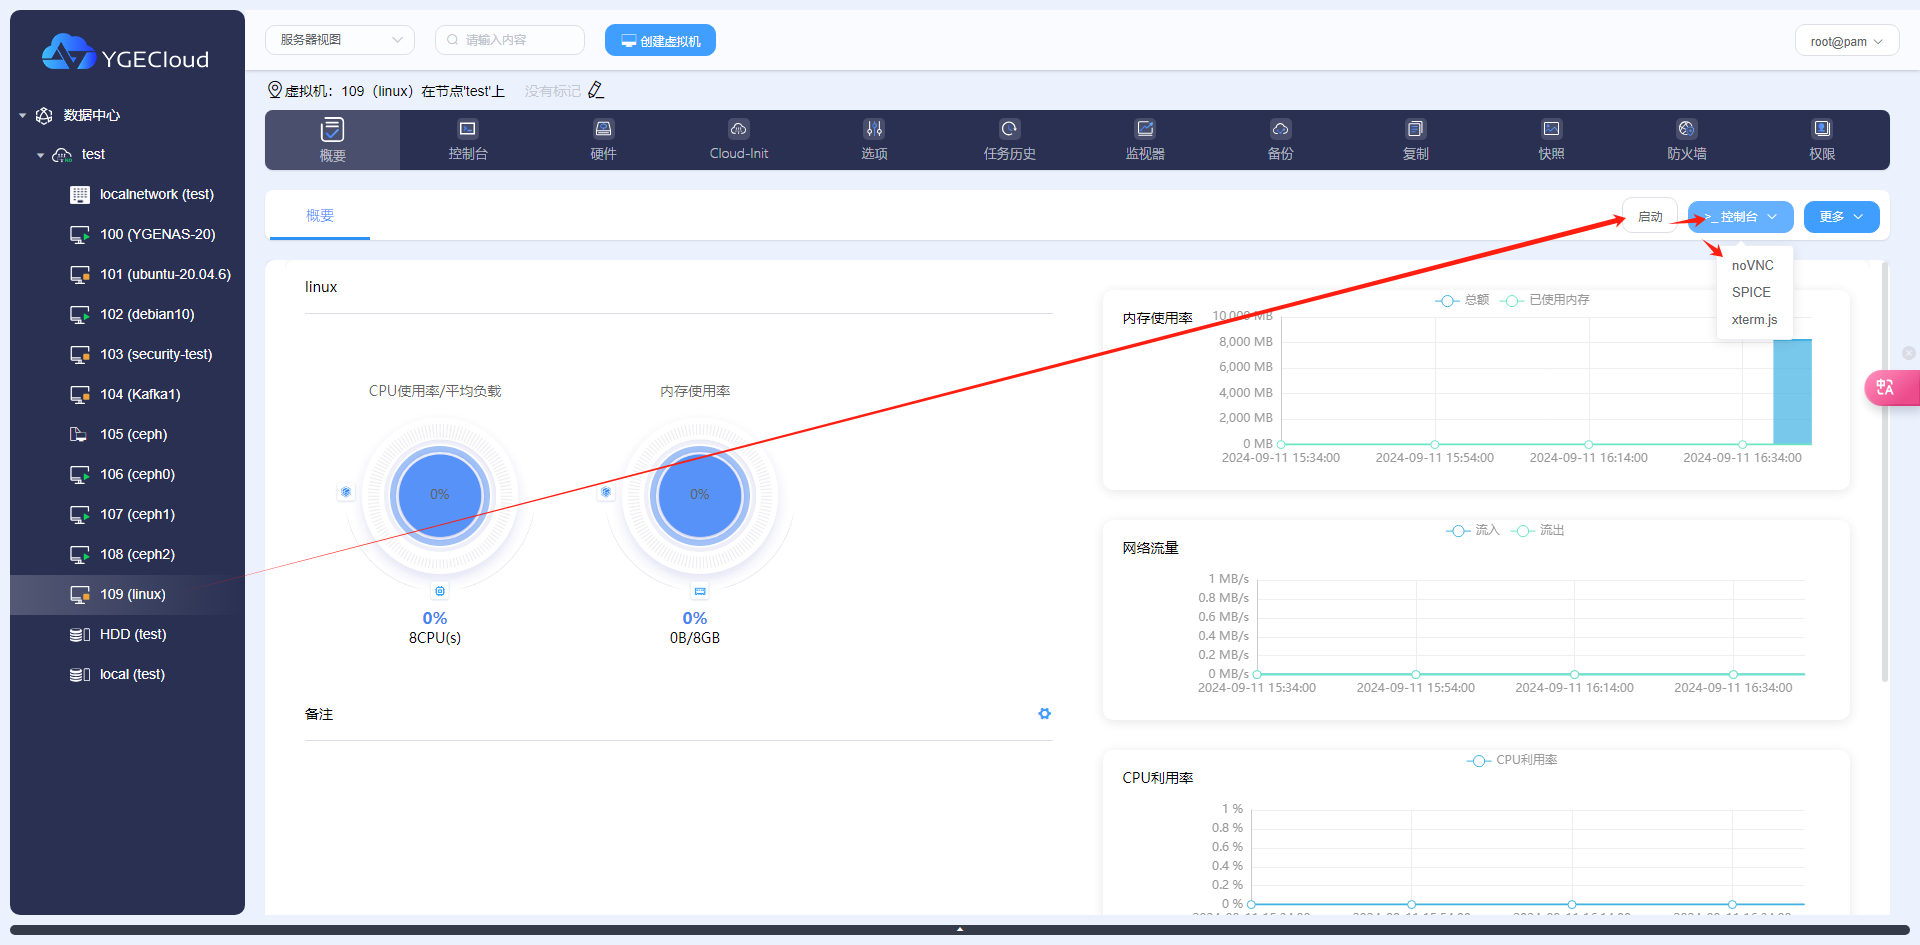 YGECloud
服务器视图
请输入内容
创建虚拟机
root@pam
数据中心
test
localnetwork (test)
100 (YGENAS-20)
101 (ubuntu-20.04.6)
102 (debian10)
103 (security-test)
104 (Kafka1)
105 (ceph)
106 (ceph0)
107 (ceph1)
108 (ceph2)
109 (linux)
HDD (test)
local (test)
虚拟机：109（linux）在节点'test'上 没有标记
概要
控制台
硬件
Cloud-Init
选项
任务历史
监视器
备份
复制
快照
防火墙
权限
概要
启动
>_ 控制台
更多
noVNC
SPICE
xterm.js
linux
CPU使用率/平均负载
内存使用率
0%
0%
0%
8CPU(s)
0%
0B/8GB
备注
内存使用率
总额 已使用内存
10,000 MB
8,000 MB
6,000 MB
4,000 MB
2,000 MB
0 MB
2024-09-11 15:34:00 2024-09-11 15:54:00 2024-09-11 16:14:00 2024-09-11 16:34:00
网络流量
流入 流出
1 MB/s
0.8 MB/s
0.6 MB/s
0.4 MB/s
0.2 MB/s
0 MB/s
2024-09-11 15:34:00 2024-09-11 15:54:00 2024-09-11 16:14:00 2024-09-11 16:34:00
CPU利用率
CPU利用率
1 %
0.8 %
0.6 %
0.4 %
0.2 %
0 %